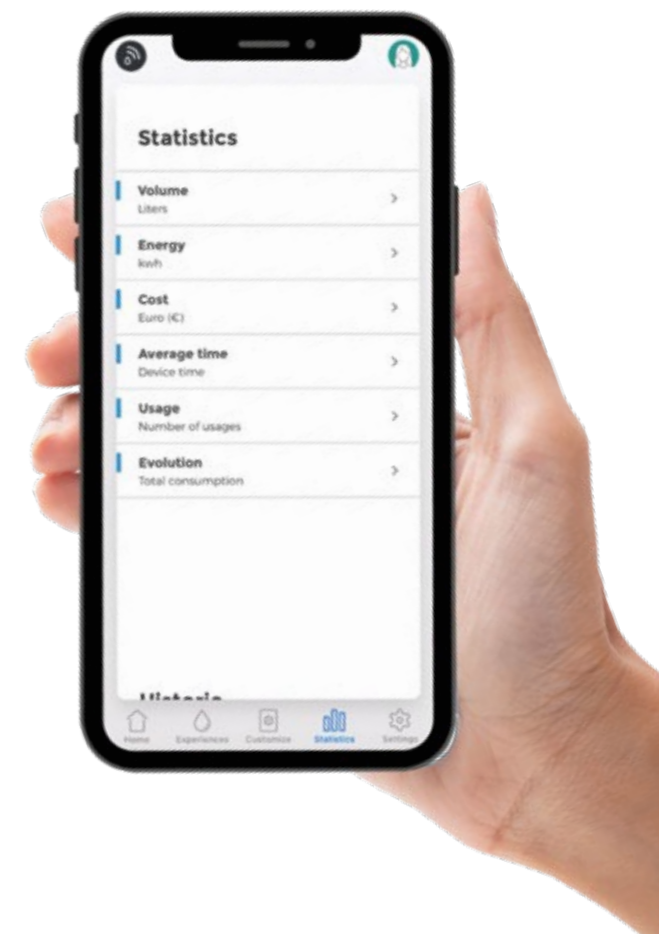 Statistics
Volume
Liters
Energy
kwh
Cost
Euro (€)
Average time
Device time
Usage
Number of usages
Evolution
Total consumption
Home
Experiences
Customize
Statistics
Settings